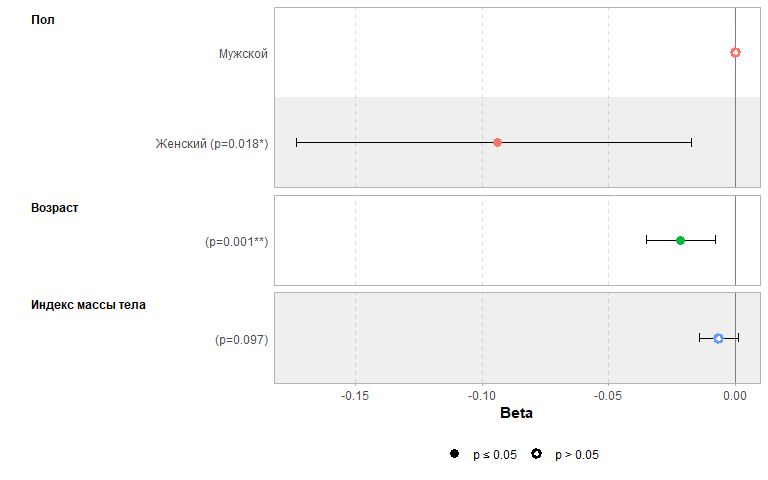 Пол
Мужской
Женский (p=0.018*)
Возраст
(p=0.001**)
Индекс массы тела
(p=0.097)
-0.15 -0.10 -0.05 0.00
Beta
p ≤ 0.05 p > 0.05